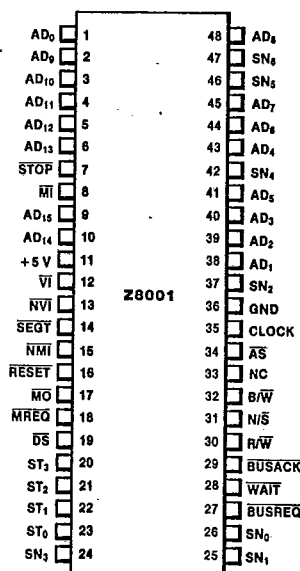 AD₀ 1
AD₉ 2
AD₁₀ 3
AD₁₁ 4
AD₁₂ 5
AD₁₃ 6
STOP 7
MI 8
AD₁₅ 9
AD₁₄ 10
+5 V 11
VI 12
NVI 13
SEGT 14
NMI 15
RESET 16
MO 17
MREQ 18
DS 19
ST₃ 20
ST₂ 21
ST₁ 22
ST₀ 23
SN₃ 24
Z8001
48 AD₈
47 SN₆
46 SN₅
45 AD₇
44 AD₆
43 AD₄
42 SN₄
41 AD₅
40 AD₃
39 AD₂
38 AD₁
37 SN₂
36 GND
35 CLOCK
34 AS
33 NC
32 B/W
31 N/S
30 R/W
29 BUSACK
28 WAIT
27 BUSREQ
26 SN₀
25 SN₁